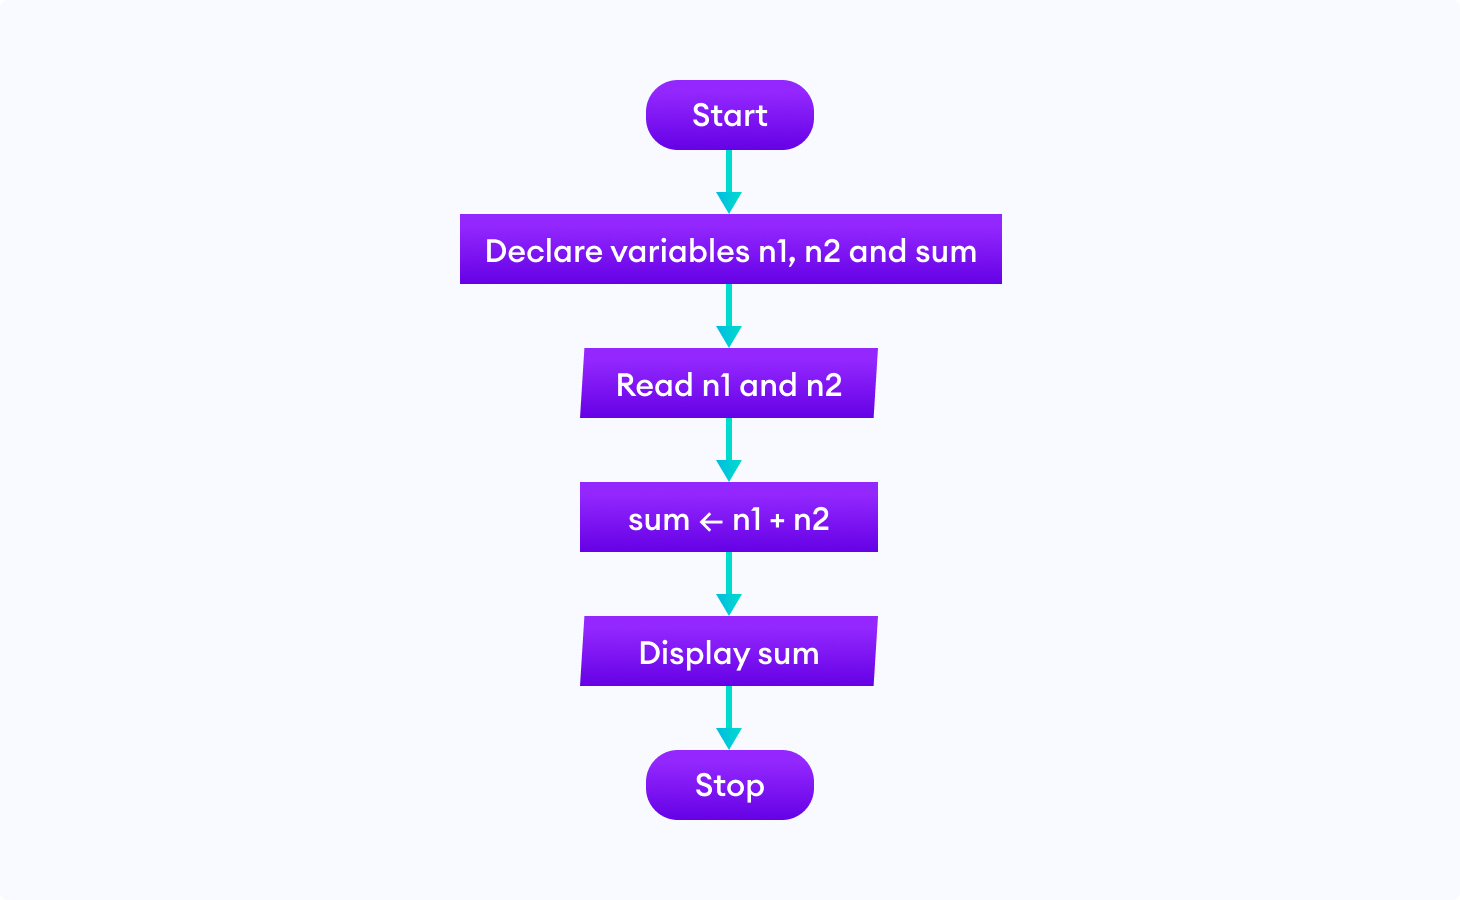 Start
Declare variables n1, n2 and sum
Read n1 and n2
sum ← n1 + n2
Display sum
Stop